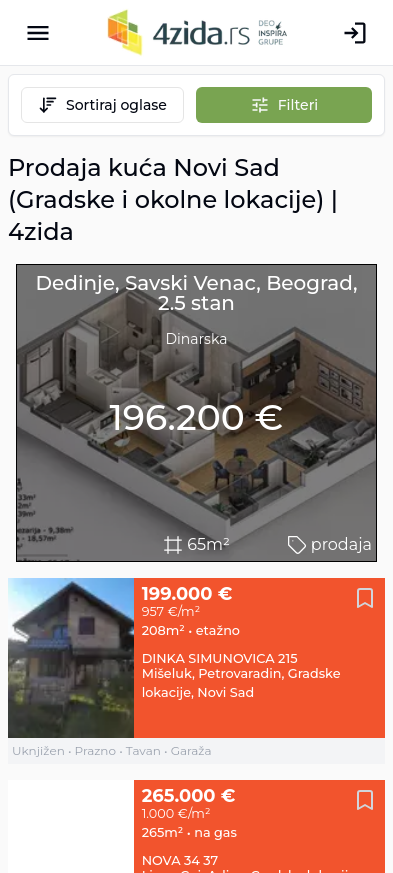 4zida.rs
DEO
INSPIRA
GRUPE
Sortiraj oglase
Filteri
Prodaja kuća Novi Sad
(Gradske i okolne lokacije) |
4zida
Dedinje, Savski Venac, Beograd,
2.5 stan
Dinarska
196.200 €
65m²
prodaja
199.000 €
957 €/m²
208m² • etažno
DINKA SIMUNOVICA 215
Mišeluk, Petrovaradin, Gradske
lokacije, Novi Sad
Uknjižen • Prazno • Tavan • Garaža
265.000 €
1.000 €/m²
265m² • na gas
NOVA 34 37